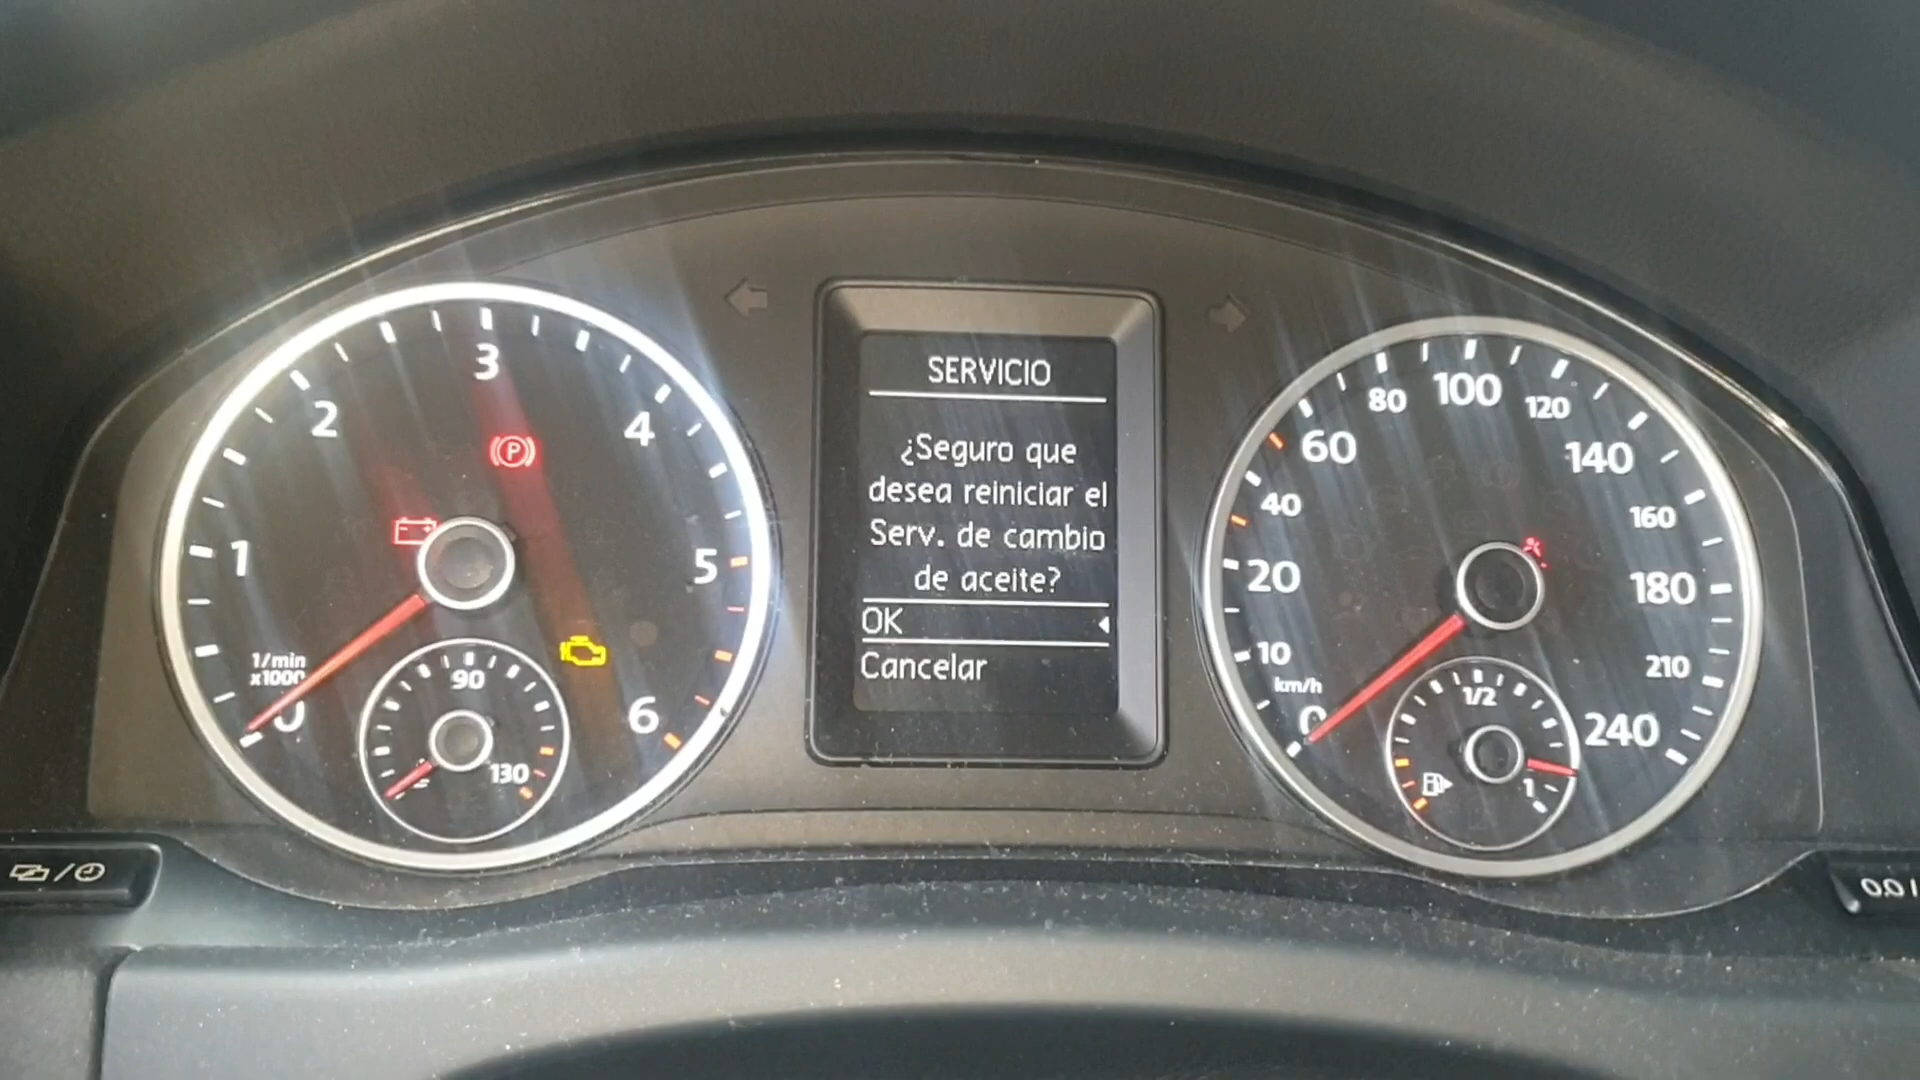 SERVICIO
¿Seguro que
desea reiniciar el
Serv. de cambio
de aceite?
OK
Cancelar
0
1
2
3
4
5
6
1/min
x1000
90
130
P
0
10
20
40
60
80
100
120
140
160
180
210
240
km/h
1/2
1